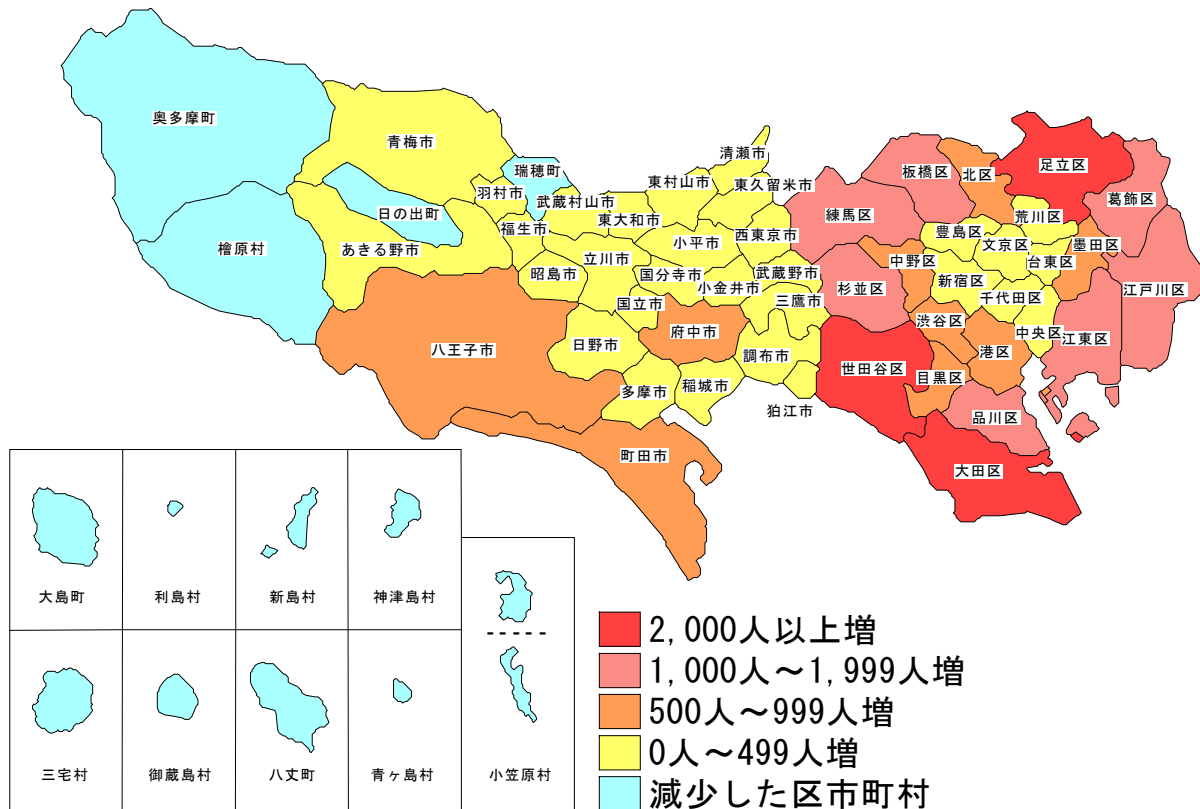 奥多摩町
青梅市
瑞穂町
羽村市
日の出町
檜原村
あきる野市
福生市
武蔵村山市
東大和市
東村山市
清瀬市
東久留米市
昭島市
立川市
小平市
西東京市
国分寺市
小金井市
武蔵野市
国立市
三鷹市
八王子市
日野市
府中市
調布市
多摩市
稲城市
狛江市
町田市
板橋区
北区
足立区
葛飾区
練馬区
荒川区
豊島区
文京区
墨田区
台東区
中野区
新宿区
杉並区
千代田区
江戸川区
渋谷区
中央区
江東区
港区
世田谷区
目黒区
品川区
大田区
大島町
利島村
新島村
神津島村
三宅村
御蔵島村
八丈町
青ヶ島村
小笠原村
2,000人以上増
1,000人～1,999人増
500人～999人増
0人～499人増
減少した区市町村